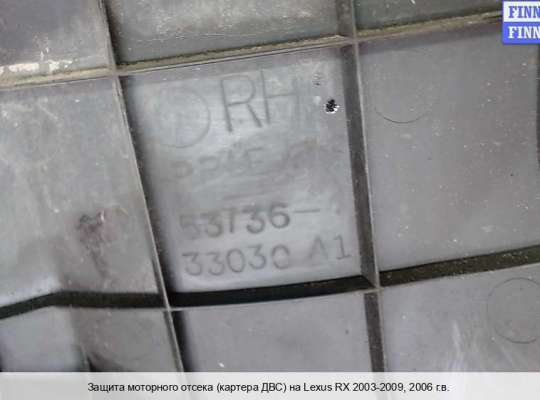 FINN
FINN
RH
53736-
33030 A1
Защита моторного отсека (картера ДВС) на Lexus RX 2003-2009, 2006 г.в.